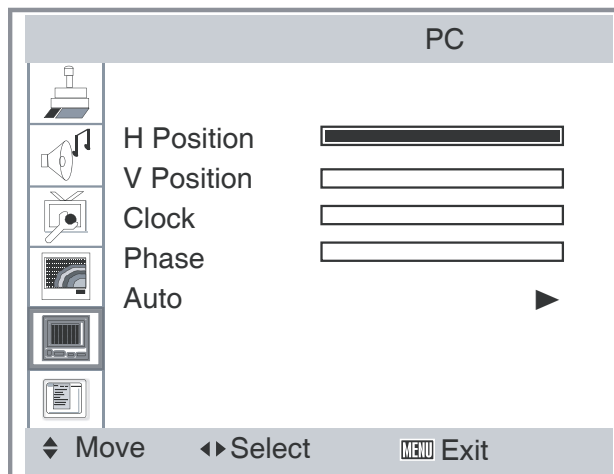 PC
H Position
V Position
Clock
Phase
Auto
Move Select MENU Exit